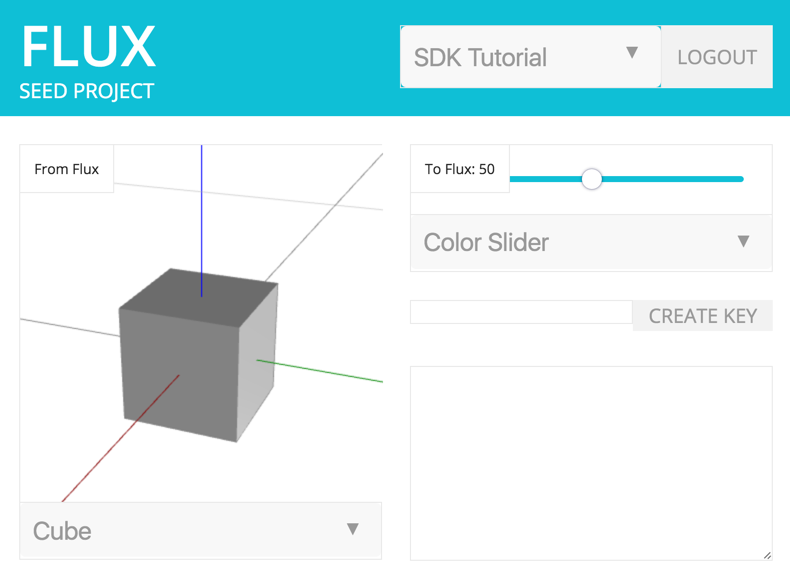 FLUX
SEED PROJECT
SDK Tutorial
LOGOUT
From Flux
Cube
To Flux: 50
Color Slider
CREATE KEY